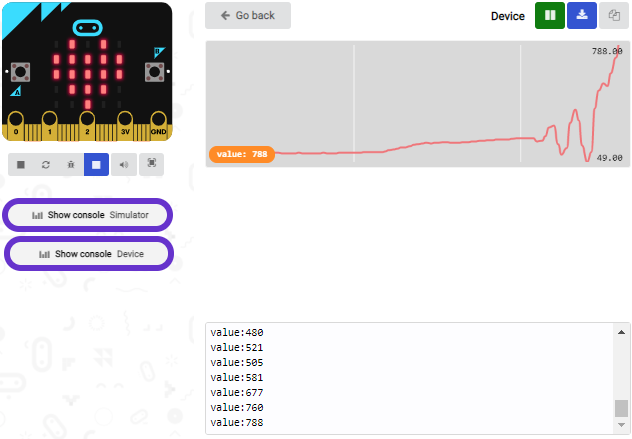 B
A
0 1 2 3V GND
Show console Simulator
Show console Device
Go back
Device
788.00
value: 788
49.00
value:480
value:521
value:505
value:581
value:677
value:760
value:788